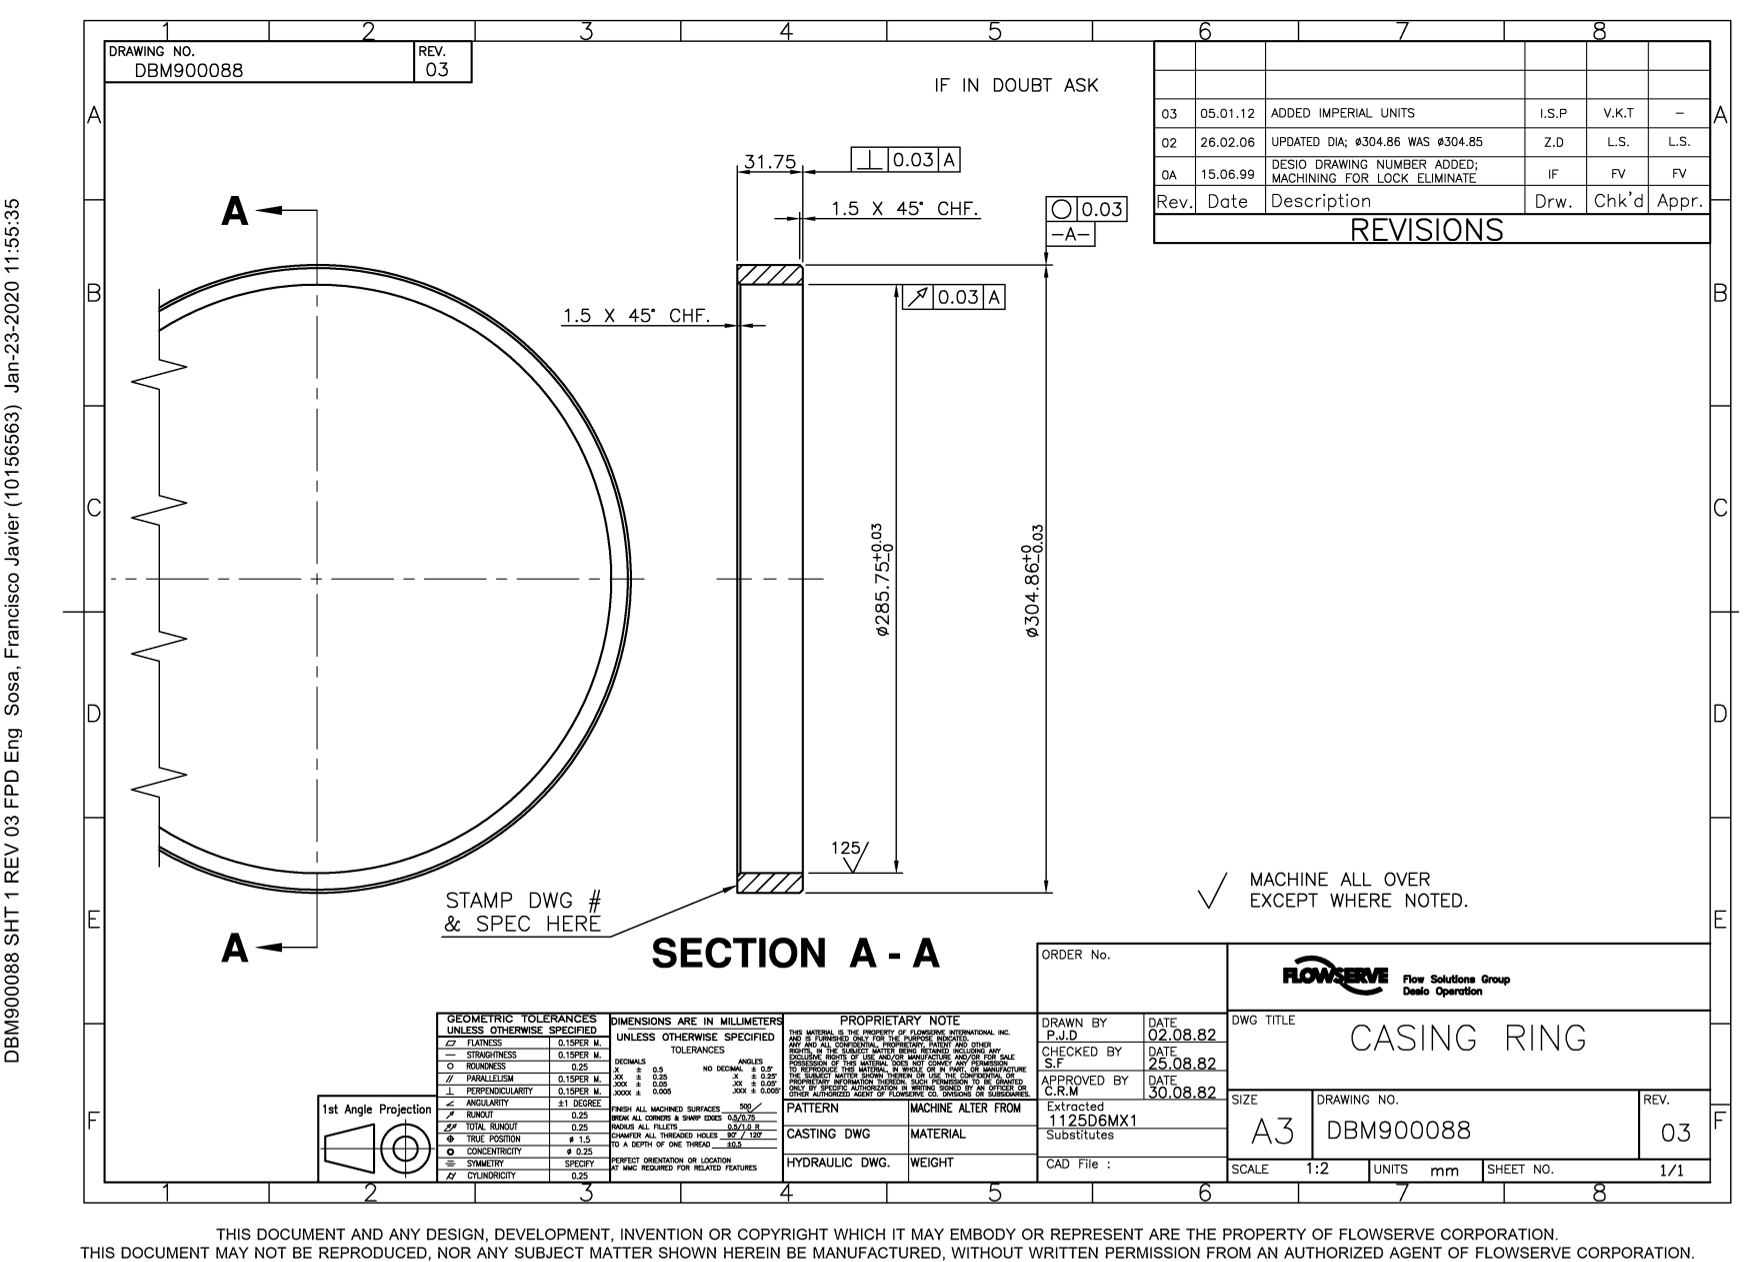 DBM900088 SHT 1 REV 03 FPD Eng  Sosa, Francisco Javier (10156563)  Jan-23-2020 11:55:35
1 2 3 4 5 6 7 8
DRAWING NO.
DBM900088
REV.
03
IF IN DOUBT ASK
03 05.01.12 ADDED IMPERIAL UNITS I.S.P V.K.T –
02 26.02.06 UPDATED DIA; ø304.86 WAS ø304.85 Z.D L.S. L.S.
0A 15.06.99 DESIO DRAWING NUMBER ADDED; MACHINING FOR LOCK ELIMINATE IF FV FV
Rev. Date Description Drw. Chk'd Appr.
REVISIONS
A A
B B
C C
D D
E E
F F
31.75
⊥ 0.03 A
1.5 X 45° CHF.
○ 0.03
-A-
A
↗ 0.03 A
1.5 X 45° CHF.
ø285.75+0.03 -0
ø304.86+0 -0.03
125
STAMP DWG #
& SPEC HERE
A
SECTION A - A
MACHINE ALL OVER
EXCEPT WHERE NOTED.
1st Angle Projection
GEOMETRIC TOLERANCES
UNLESS OTHERWISE SPECIFIED
FLATNESS 0.15PER M.
STRAIGHTNESS 0.15PER M.
ROUNDNESS 0.25
PARALLELISM 0.15PER M.
PERPENDICULARITY 0.15PER M.
ANGULARITY ±1 DEGREE
RUNOUT 0.25
TOTAL RUNOUT 0.25
TRUE POSITION ø 1.5
CONCENTRICITY ø 0.25
SYMMETRY SPECIFY
CYLINDRICITY 0.25
DIMENSIONS ARE IN MILLIMETERS
UNLESS OTHERWISE SPECIFIED
TOLERANCES
DECIMALS ANGLES
NO DECIMAL ± 0.5°
.X ± 0.5 .X ± 0.25°
.XX ± 0.25 .XX ± 0.05°
.XXX ± 0.05 .XXX ± 0.005°
.XXXX ± 0.005
FINISH ALL MACHINED SURFACES 500
BREAK ALL CORNERS & SHARP EDGES 0.5/0.75
RADIUS ALL FILLETS 0.5/1.0 R
CHAMFER ALL THREADED HOLES 90° / 120°
TO A DEPTH OF ONE THREAD ±0.5
PERFECT ORIENTATION OR LOCATION
AT MMC REQUIRED FOR RELATED FEATURES
PROPRIETARY NOTE
THIS MATERIAL IS THE PROPERTY OF FLOWSERVE INTERNATIONAL INC.
AND IS FURNISHED ONLY FOR THE PURPOSE INDICATED.
ANY AND ALL CONFIDENTIAL, PROPRIETARY, PATENT AND OTHER
RIGHTS, IN THE SUBJECT MATTER BEING RETAINED INCLUDING ANY
EXCLUSIVE RIGHTS OF USE AND/OR MANUFACTURE AND/OR FOR SALE
POSSESSION OF THIS MATERIAL DOES NOT CONVEY ANY PERMISSION
TO REPRODUCE THIS MATERIAL, IN WHOLE OR IN PART, OR MANUFACTURE
THE SUBJECT MATTER SHOWN THEREIN OR USE THE CONFIDENTIAL OR
PROPRIETARY INFORMATION THEREON. SUCH PERMISSION TO BE GRANTED
ONLY BY SPECIFIC AUTHORIZATION IN WRITING SIGNED BY AN OFFICER OR
OTHER AUTHORIZED AGENT OF FLOWSERVE CO. DIVISIONS OR SUBSIDARIES.
PATTERN MACHINE ALTER FROM
CASTING DWG MATERIAL
HYDRAULIC DWG. WEIGHT
ORDER No.
DRAWN BY DATE
P.J.D 02.08.82
CHECKED BY DATE
S.F 25.08.82
APPROVED BY DATE
C.R.M 30.08.82
Extracted
1125D6MX1
Substitutes
CAD File :
FLOWSERVE
Flow Solutions Group
Desio Operation
DWG TITLE
CASING RING
SIZE
A3
DRAWING NO.
DBM900088
REV.
03
SCALE 1:2 UNITS mm SHEET NO. 1/1
1 2 3 4 5 6 7 8
THIS DOCUMENT AND ANY DESIGN, DEVELOPMENT, INVENTION OR COPYRIGHT WHICH IT MAY EMBODY OR REPRESENT ARE THE PROPERTY OF FLOWSERVE CORPORATION.
THIS DOCUMENT MAY NOT BE REPRODUCED, NOR ANY SUBJECT MATTER SHOWN HEREIN BE MANUFACTURED, WITHOUT WRITTEN PERMISSION FROM AN AUTHORIZED AGENT OF FLOWSERVE CORPORATION.